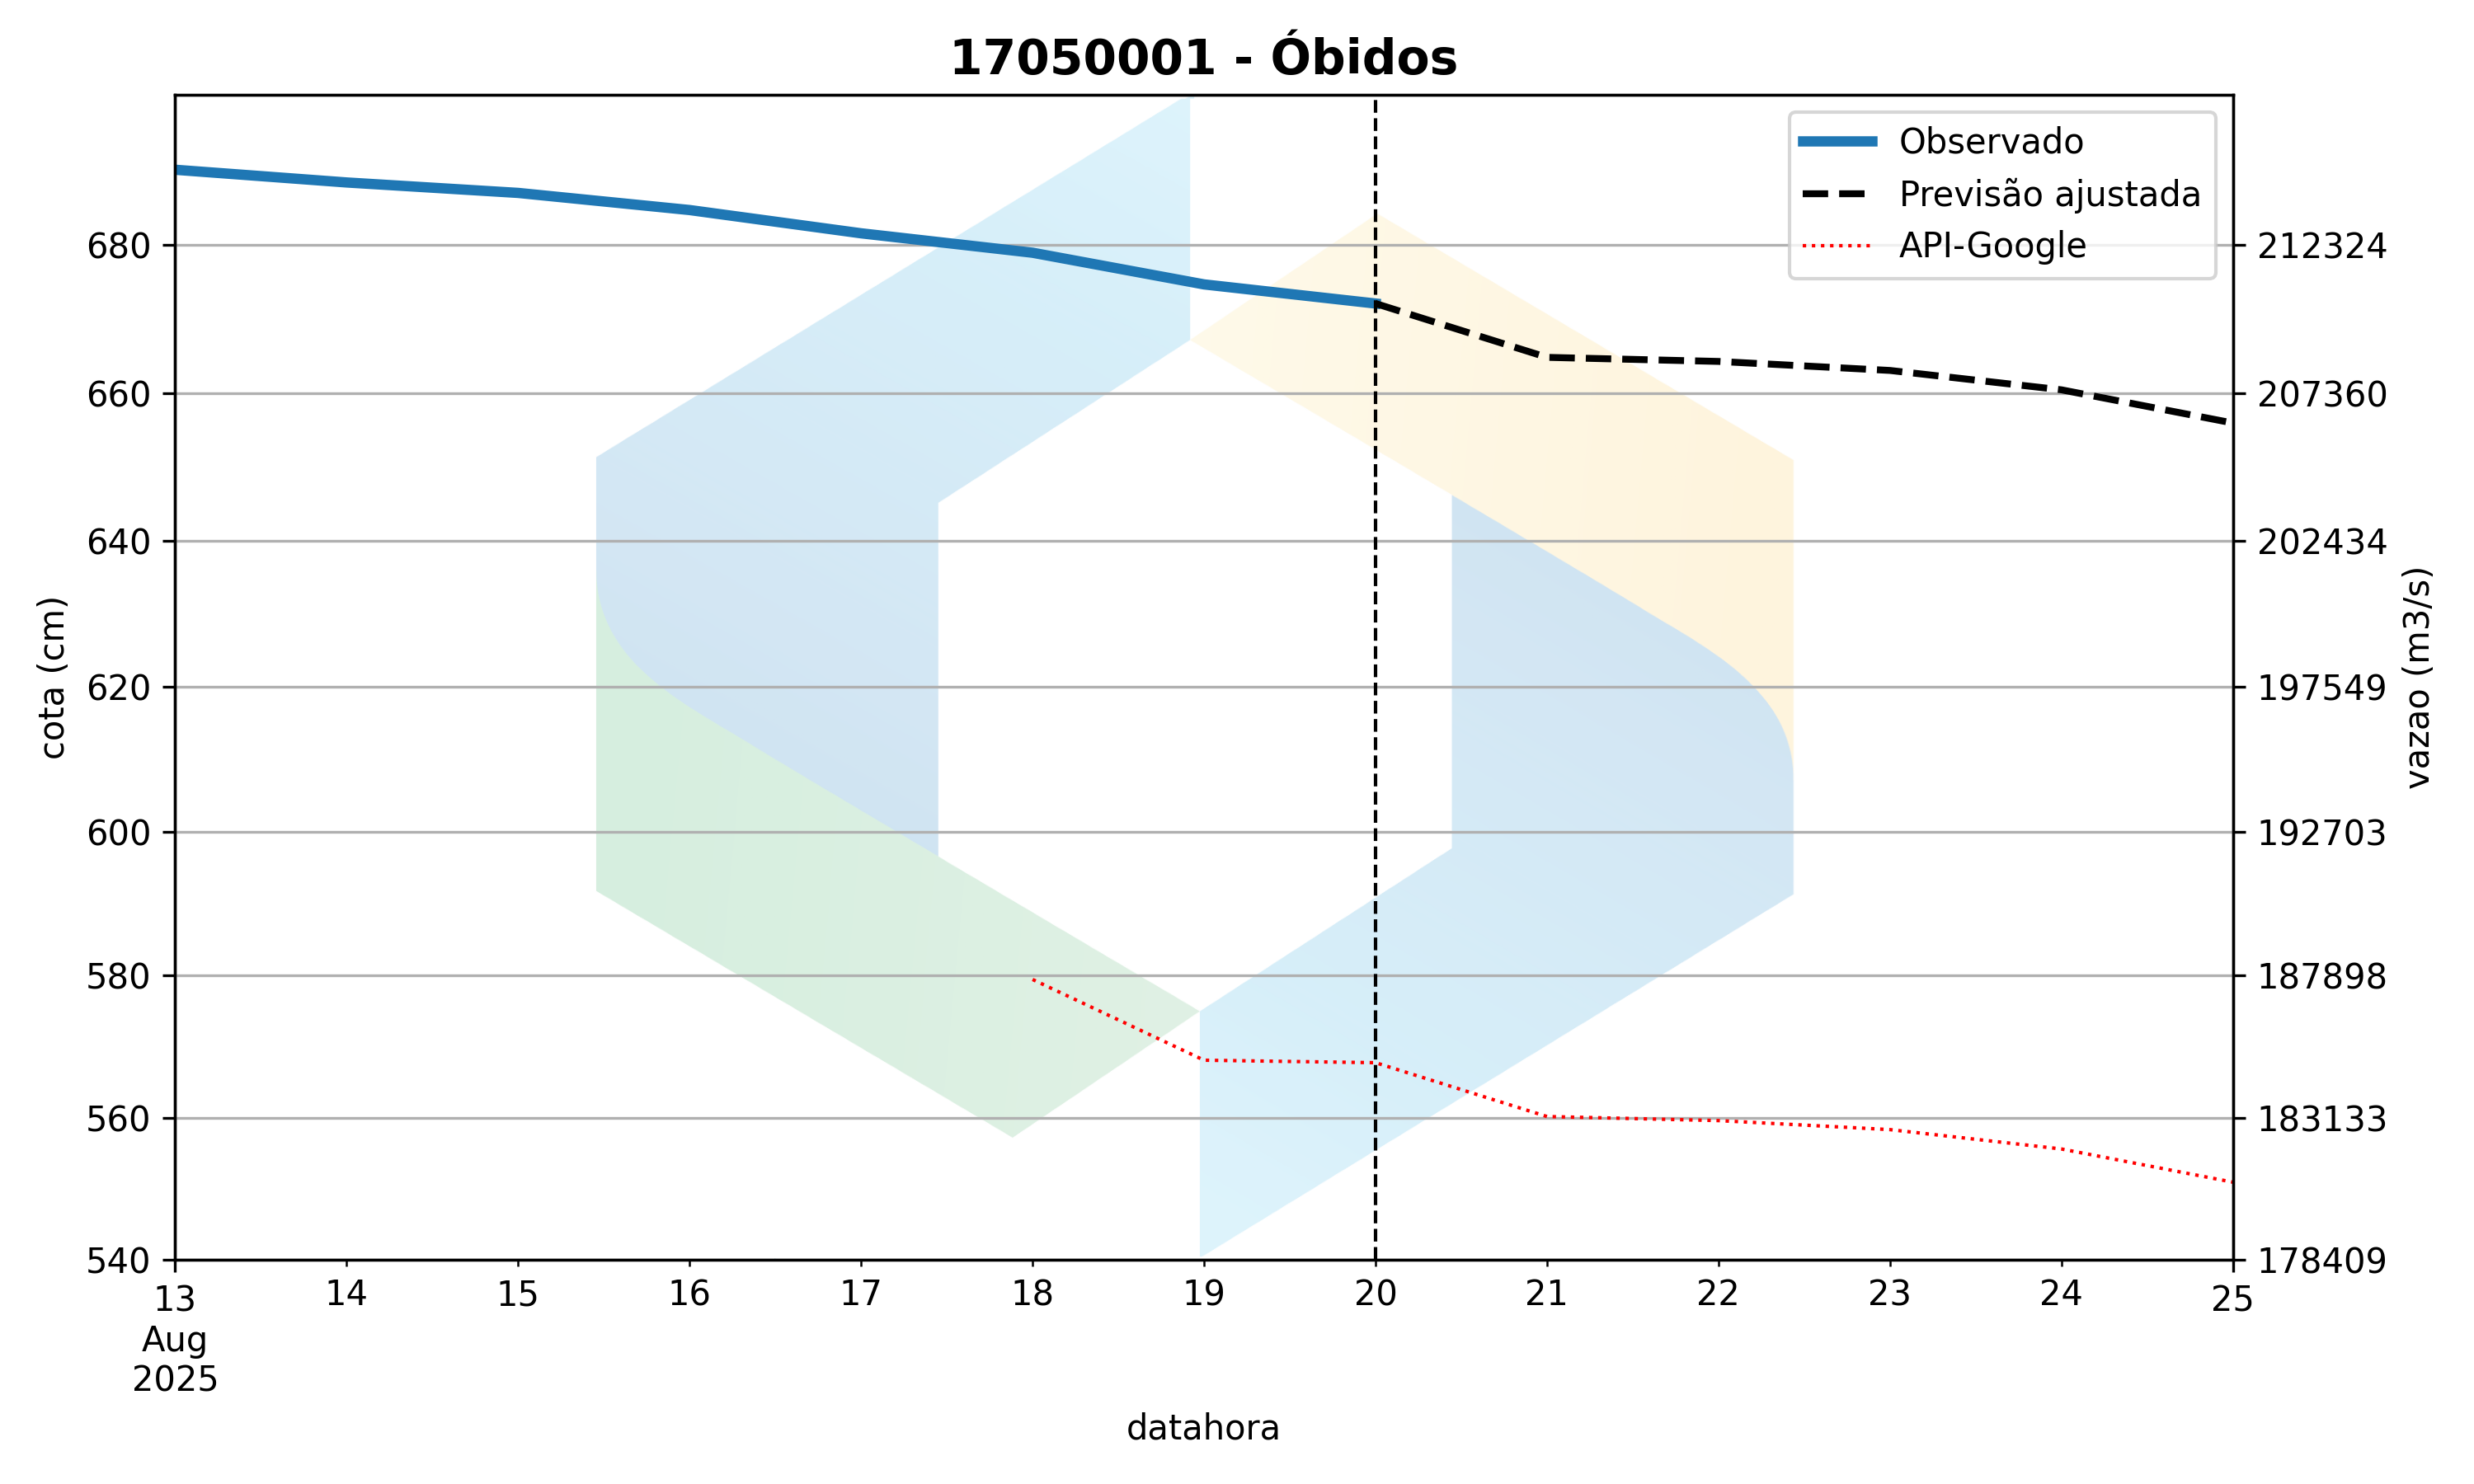 17050001 - Óbidos
Observado
Previsão ajustada
API-Google
680
660
640
620
600
580
560
540
cota (cm)
212324
207360
202434
197549
192703
187898
183133
178409
vazao (m3/s)
13 14 15 16 17 18 19 20 21 22 23 24 25
Aug
2025
datahora